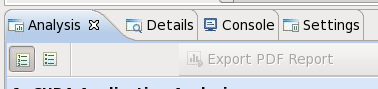 Analysis Details Console Settings
Export PDF Report